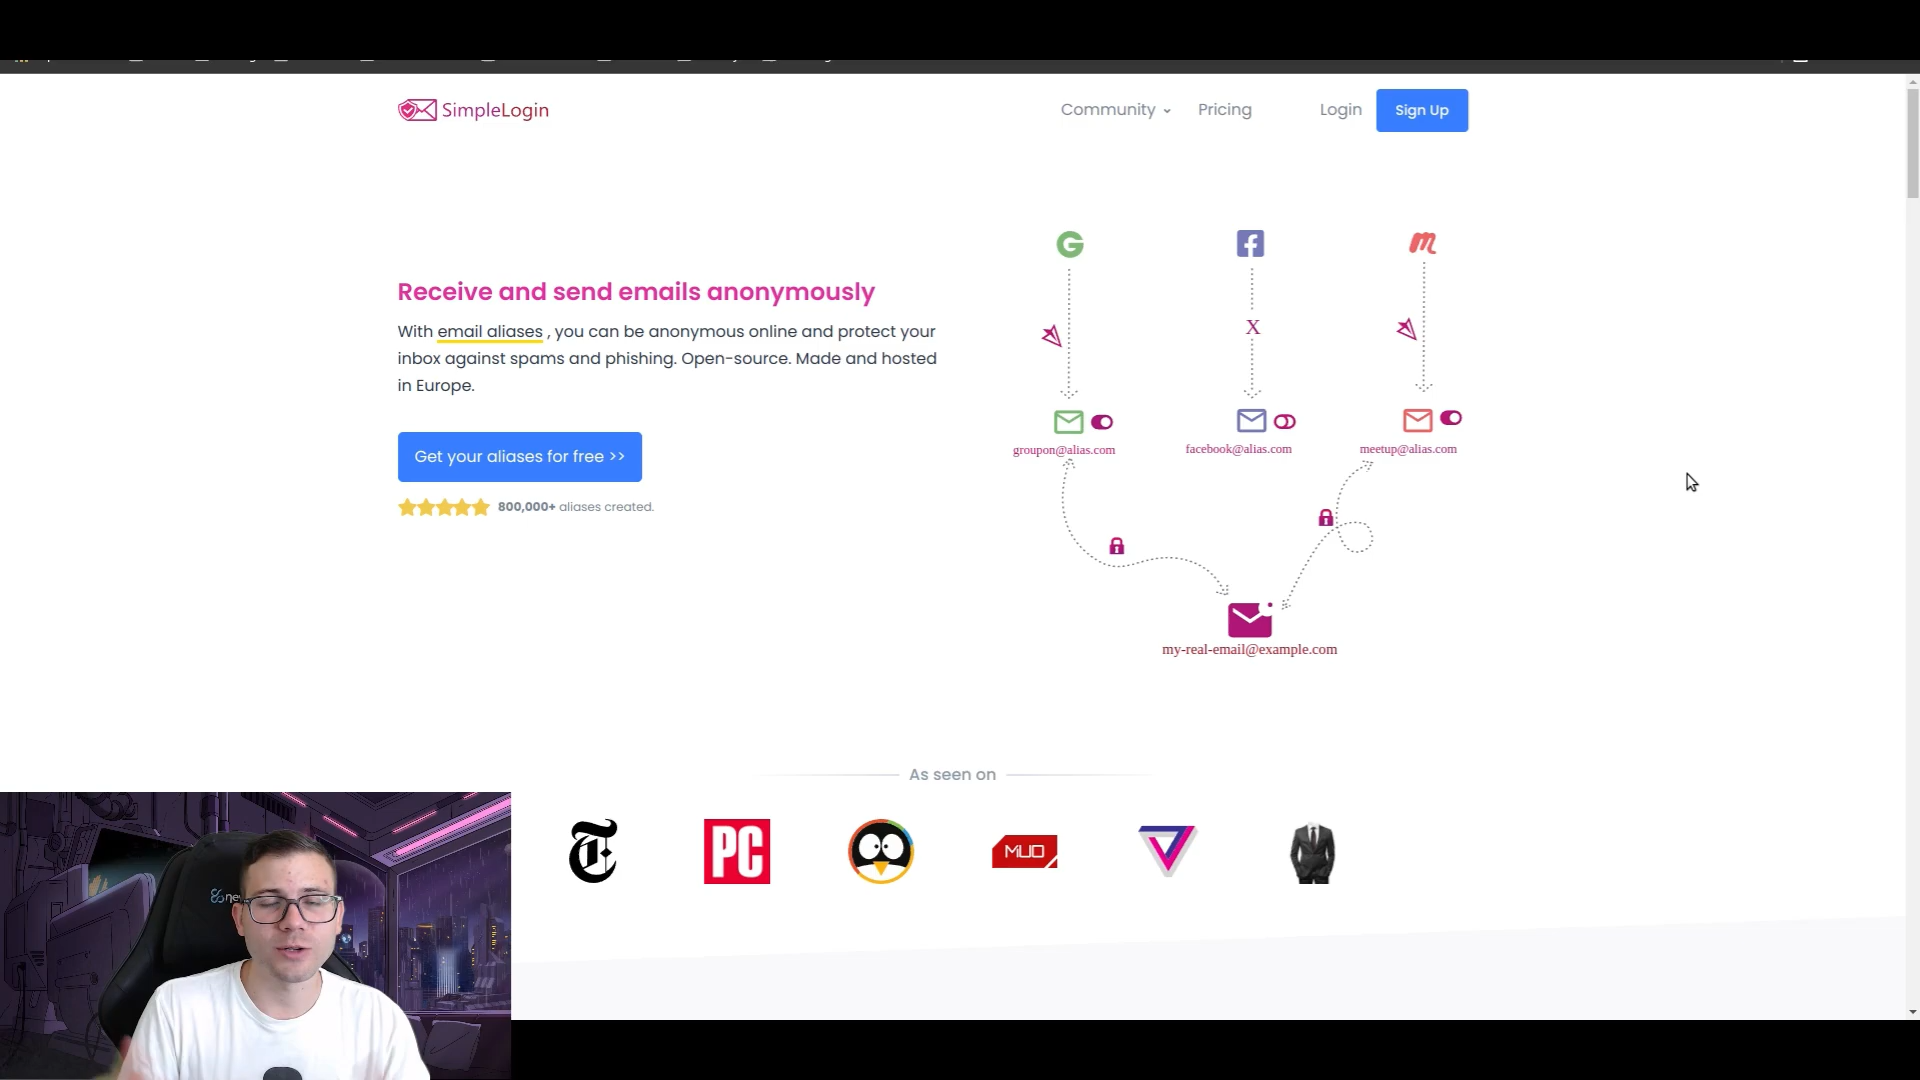 SimpleLogin
Community
Pricing
Login
Sign Up
Receive and send emails anonymously
With email aliases , you can be anonymous online and protect your
inbox against spams and phishing. Open-source. Made and hosted
in Europe.
Get your aliases for free >>
800,000+ aliases created.
X
groupon@alias.com
facebook@alias.com
meetup@alias.com
my-real-email@example.com
As seen on
PC
MUO